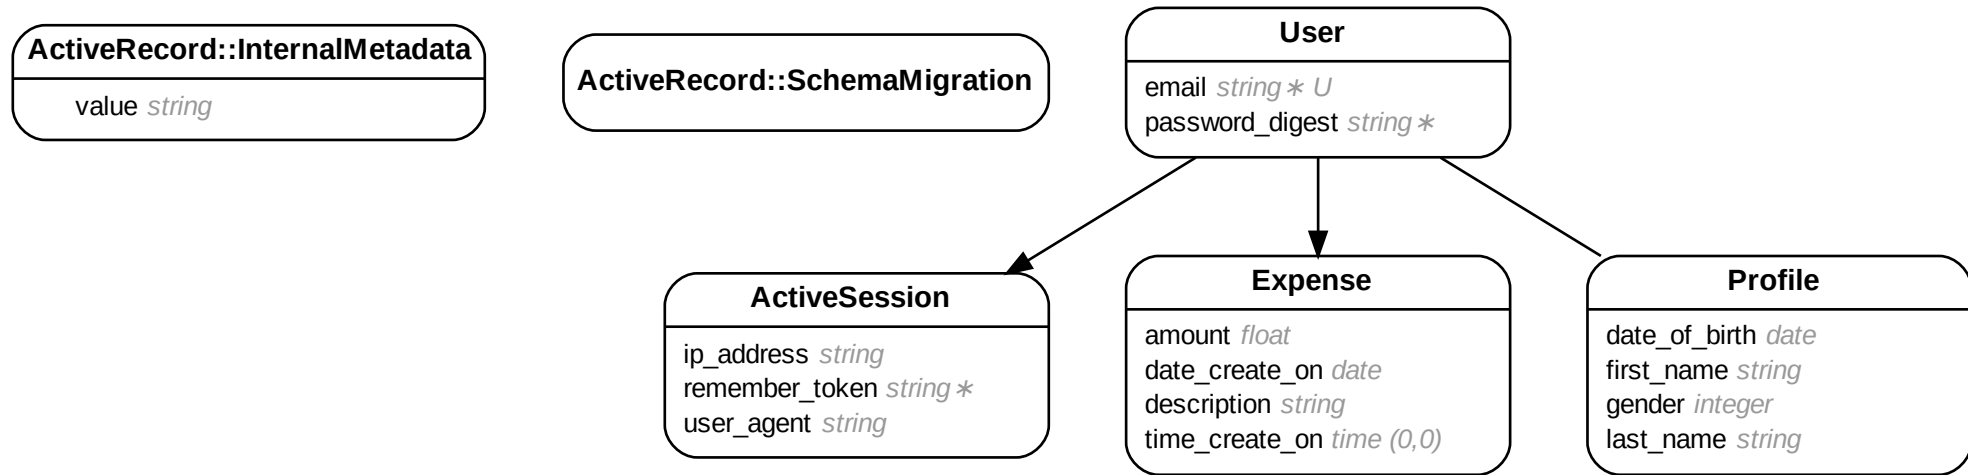 ActiveRecord::InternalMetadata
value string
ActiveRecord::SchemaMigration
User
email string ∗ U
password_digest string ∗
ActiveSession
ip_address string
remember_token string ∗
user_agent string
Expense
amount float
date_create_on date
description string
time_create_on time (0,0)
Profile
date_of_birth date
first_name string
gender integer
last_name string